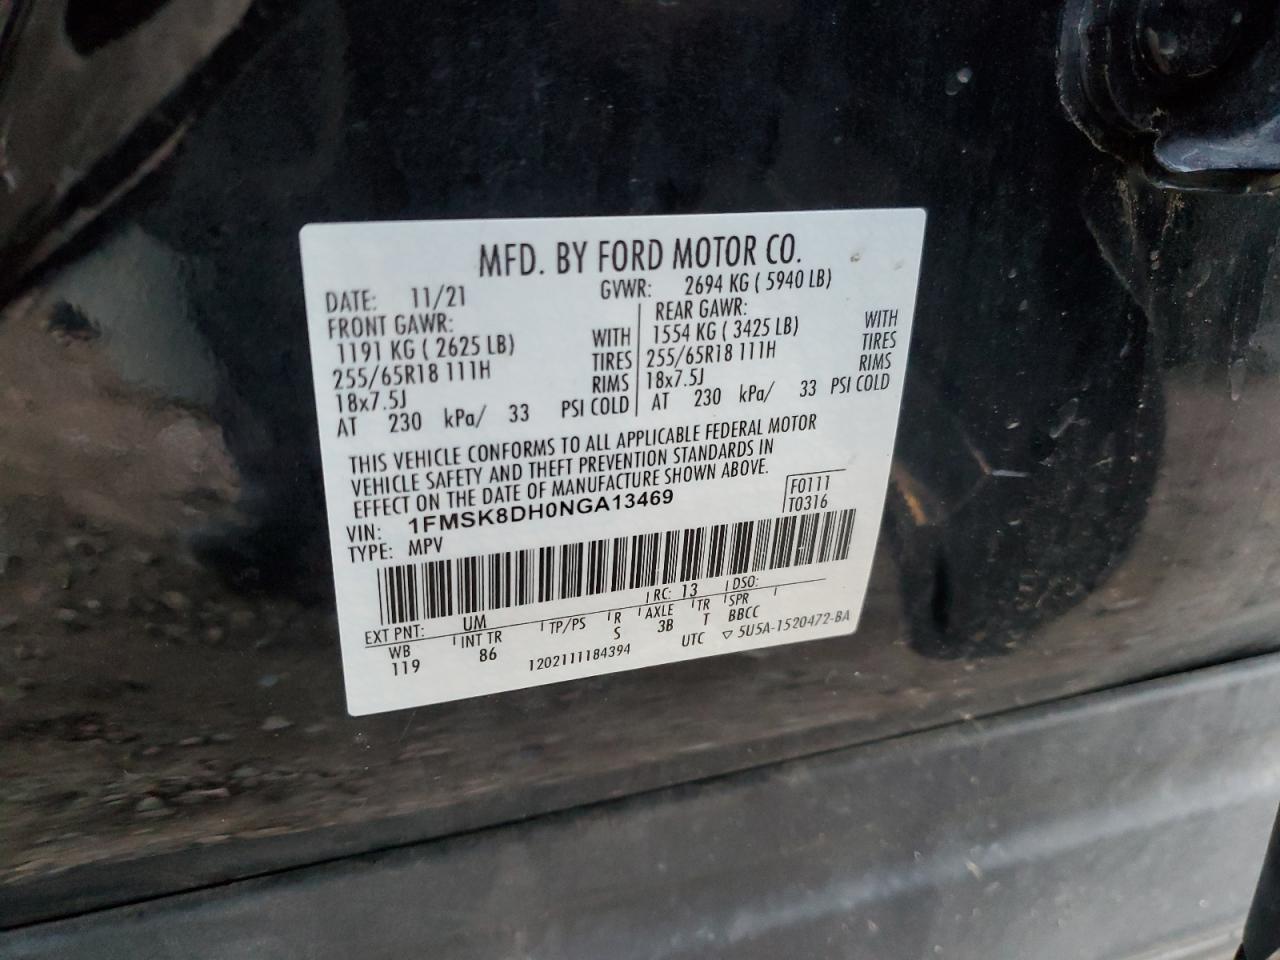 MFD. BY FORD MOTOR CO.
DATE: 11/21 GVWR: 2694 KG ( 5940 LB)
FRONT GAWR: REAR GAWR:
1191 KG ( 2625 LB) WITH 1554 KG ( 3425 LB) WITH
255/65R18 111H TIRES 255/65R18 111H TIRES
18x7.5J RIMS 18x7.5J RIMS
AT 230 kPa/ 33 PSI COLD AT 230 kPa/ 33 PSI COLD
THIS VEHICLE CONFORMS TO ALL APPLICABLE FEDERAL MOTOR
VEHICLE SAFETY AND THEFT PREVENTION STANDARDS IN
EFFECT ON THE DATE OF MANUFACTURE SHOWN ABOVE.
VIN: 1FMSK8DH0NGA13469 F0111
TYPE: MPV T0316
EXT PNT: UM RC: 13 DSO:
WB INT TR TP/PS R AXLE TR SPR
119 86 S 3B T BBCC
1202111184394 UTC ▽ 5U5A-1520472-BA